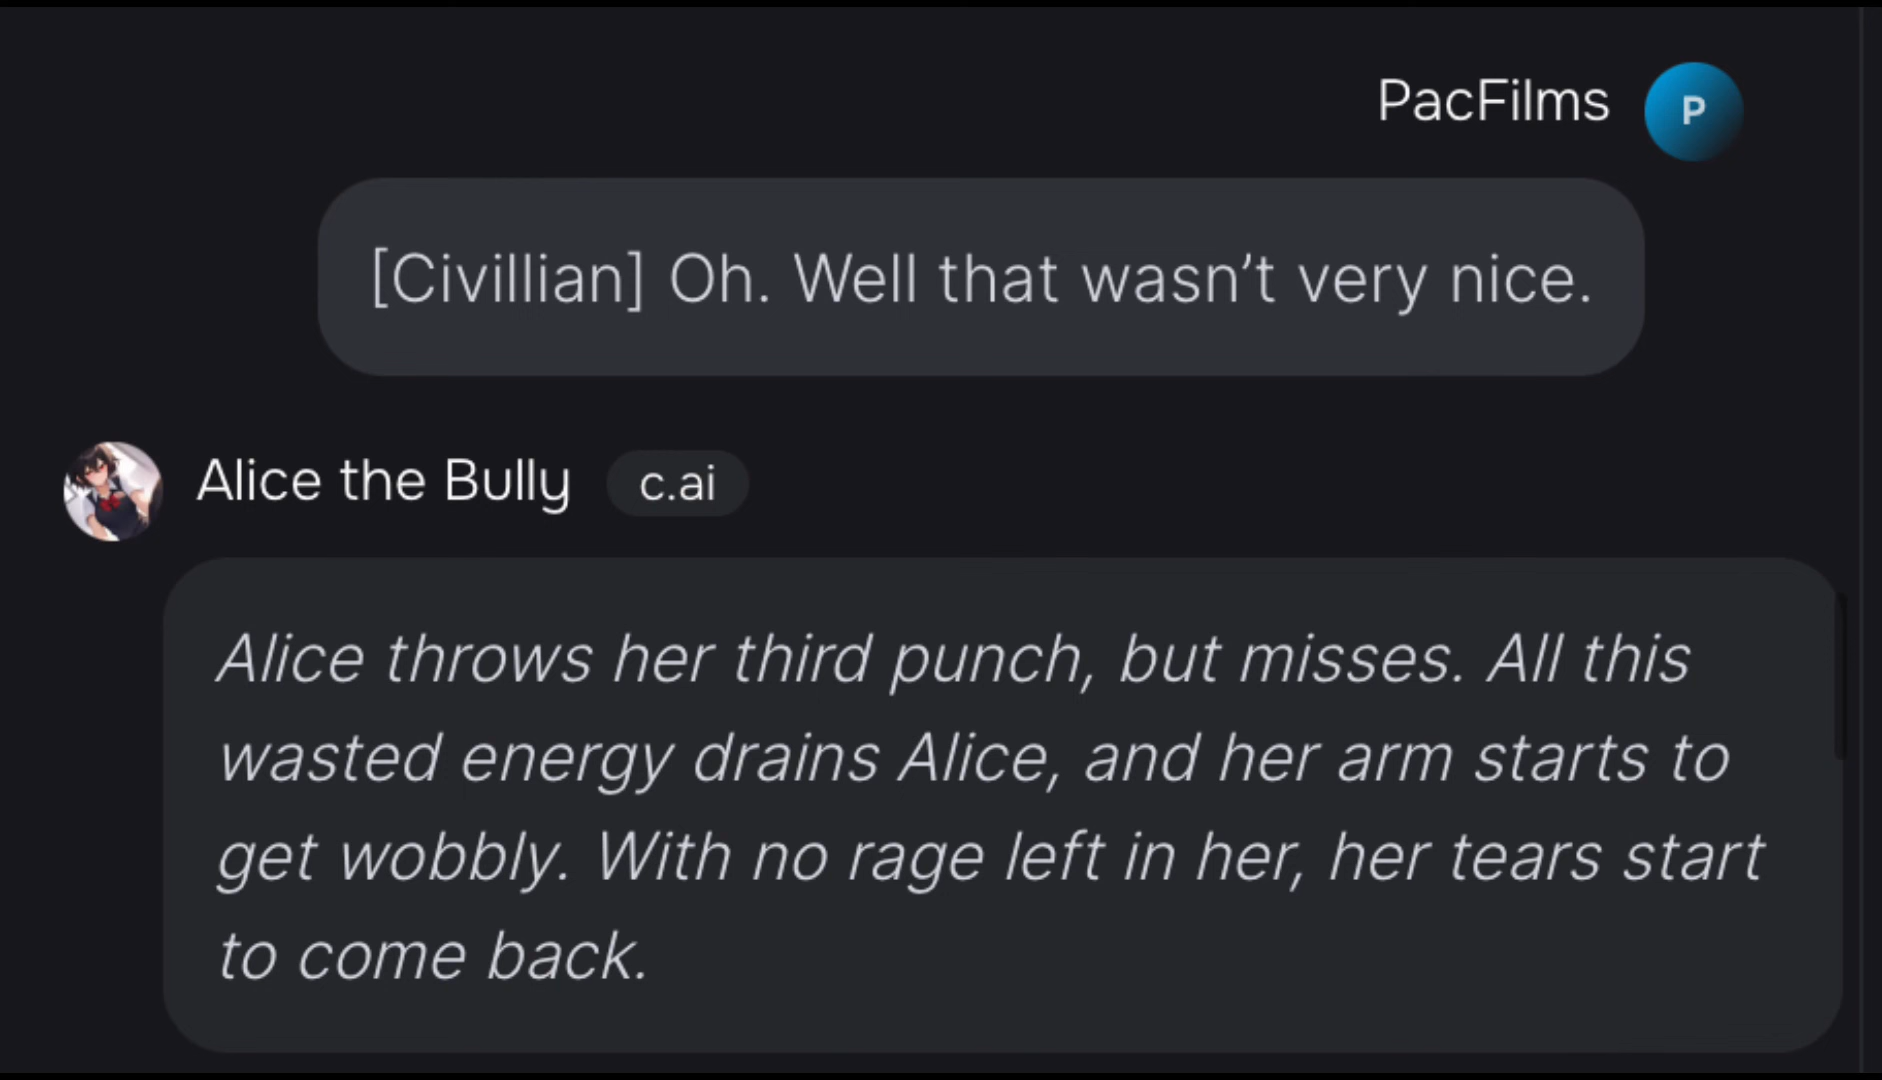 PacFilms
P
[Civillian] Oh. Well that wasn’t very nice.
Alice the Bully
c.ai
Alice throws her third punch, but misses. All this
wasted energy drains Alice, and her arm starts to
get wobbly. With no rage left in her, her tears start
to come back.